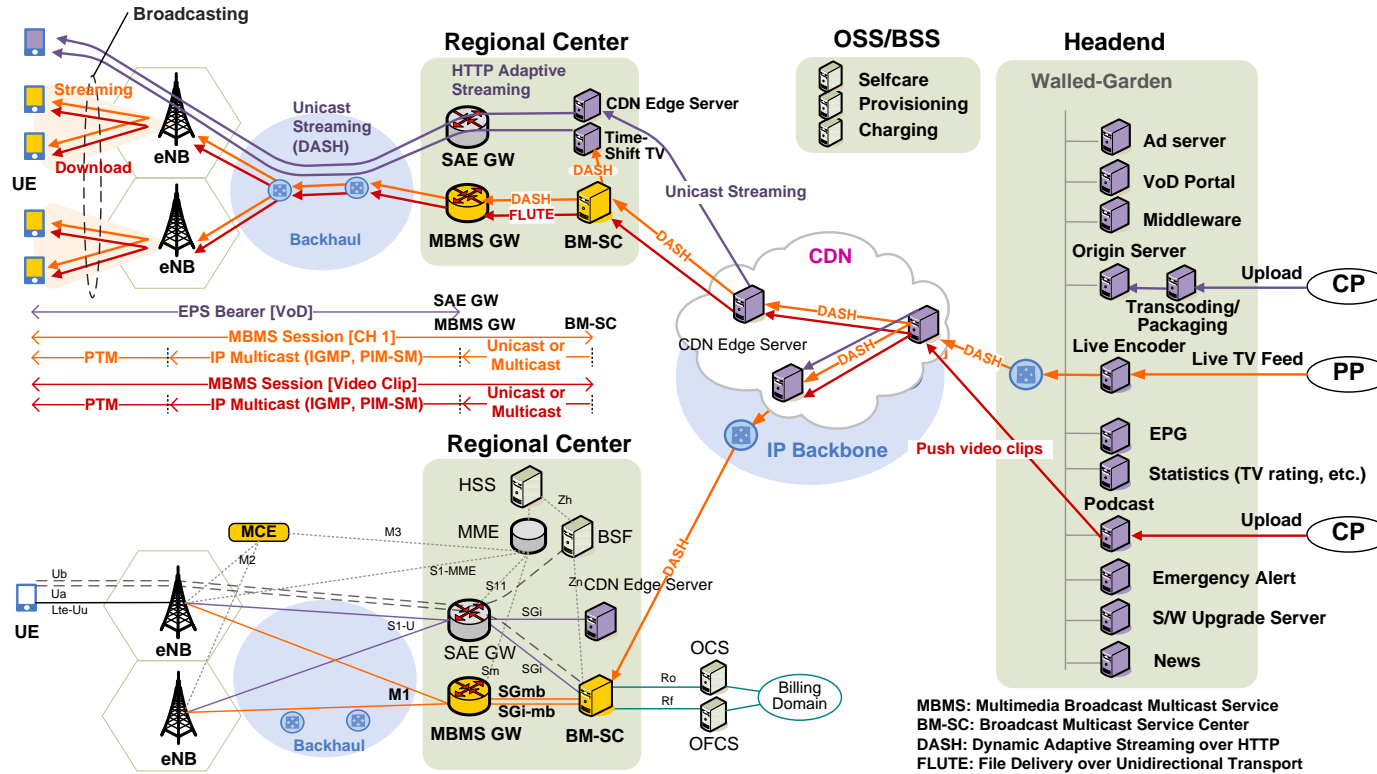 Broadcasting
Regional Center
OSS/BSS
Headend
HTTP Adaptive
Streaming
Selfcare
Provisioning
Charging
Walled-Garden
Streaming
Unicast
Streaming
(DASH)
CDN Edge Server
SAE GW
Time-
Shift TV
DASH
Ad server
eNB
Download
UE
Unicast Streaming
VoD Portal
DASH
FLUTE
Middleware
Backhaul
MBMS GW
BM-SC
DASH
CDN
Origin Server
eNB
Upload
CP
Transcoding/
Packaging
EPS Bearer [VoD]
SAE GW
MBMS Session [CH 1]
MBMS GW
BM-SC
PTM
IP Multicast (IGMP, PIM-SM)
Unicast or
Multicast
MBMS Session [Video Clip]
PTM
IP Multicast (IGMP, PIM-SM)
Unicast or
Multicast
DASH
CDN Edge Server
DASH
DASH
Live Encoder
Live TV Feed
PP
IP Backbone
Push video clips
EPG
Statistics (TV rating, etc.)
Podcast
Upload
CP
Emergency Alert
S/W Upgrade Server
News
Regional Center
HSS
Zh
MCE
M3
MME
BSF
M2
DASH
Ub
S1-MME
S11
Zn
CDN Edge Server
Ua
Lte-Uu
UE
eNB
S1-U
SGi
SAE GW
Sm
SGi
M1
SGmb
SGi-mb
OCS
Ro
Rf
Billing
Domain
eNB
Backhaul
MBMS GW
BM-SC
OFCS
MBMS: Multimedia Broadcast Multicast Service
BM-SC: Broadcast Multicast Service Center
DASH: Dynamic Adaptive Streaming over HTTP
FLUTE: File Delivery over Unidirectional Transport